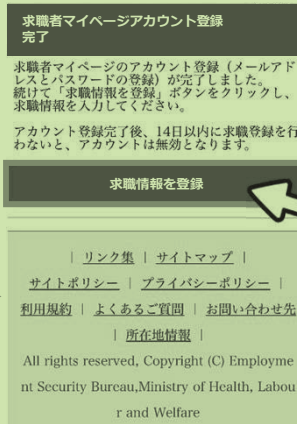 求職者マイページアカウント登録
完了
求職者マイページのアカウント登録（メールアド
レスとパスワードの登録）が完了しました。
続けて「求職情報を登録」ボタンをクリックし、
求職情報を入力してください。
アカウント登録完了後、14日以内に求職登録を行
わないと、アカウントは無効となります。
求職情報を登録
| リンク集 | サイトマップ |
サイトポリシー | プライバシーポリシー |
利用規約 | よくあるご質問 | お問い合わせ先
| 所在地情報 |
All rights reserved, Copyright (C) Employme
nt Security Bureau,Ministry of Health, Labou
r and Welfare